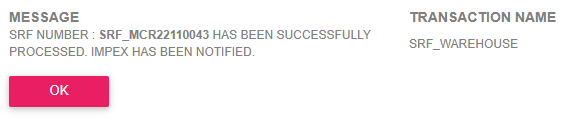 MESSAGE
SRF NUMBER : SRF_MCR22110043 HAS BEEN SUCCESSFULLY
PROCESSED. IMPEX HAS BEEN NOTIFIED.
OK
TRANSACTION NAME
SRF_WAREHOUSE